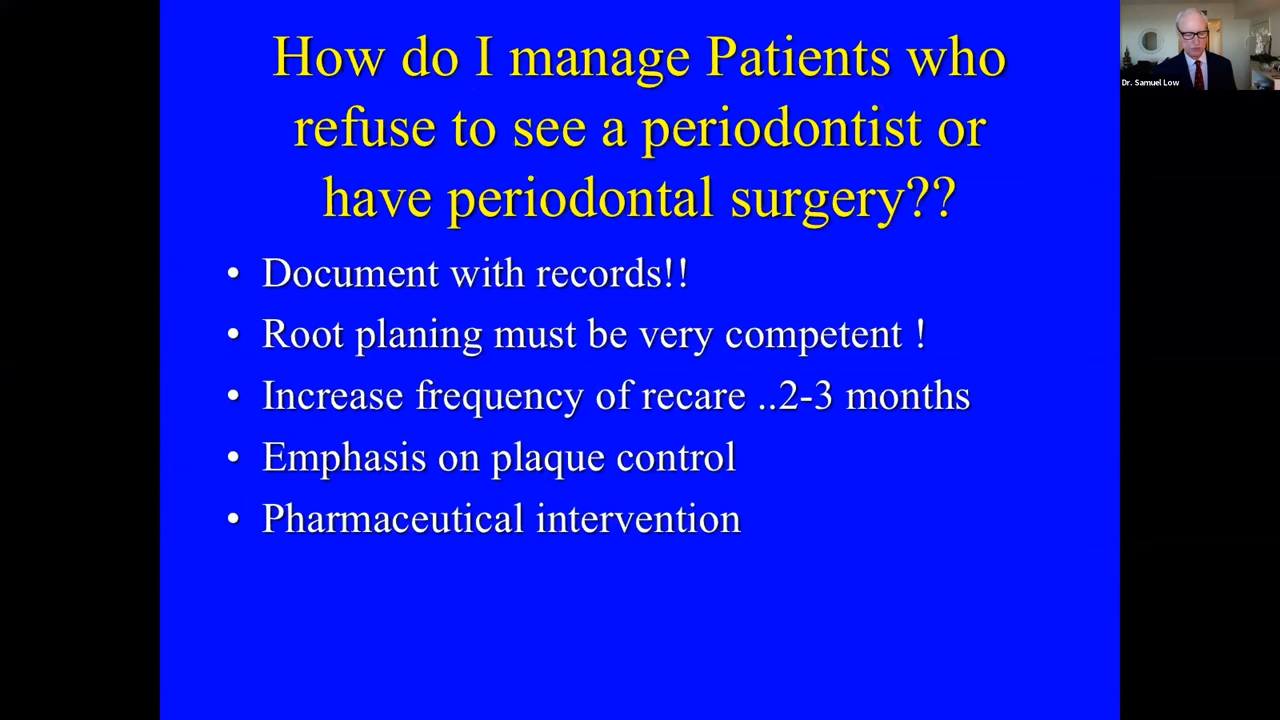 How do I manage Patients who
refuse to see a periodontist or
have periodontal surgery??
• Document with records!!
• Root planing must be very competent !
• Increase frequency of recare ..2-3 months
• Emphasis on plaque control
• Pharmaceutical intervention
Dr. Samuel Low